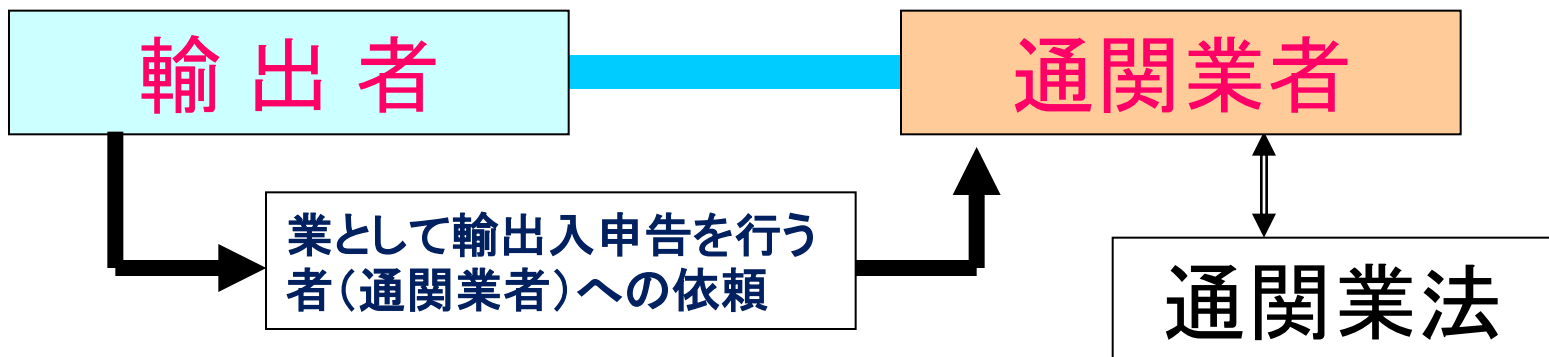 輸 出 者
通関業者
業として輸出入申告を行う
者(通関業者)への依頼
通関業法